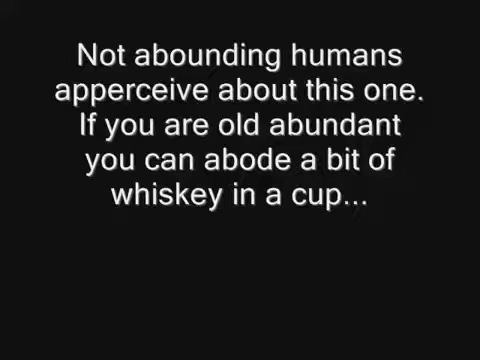 Not abounding humans
apperceive about this one.
If you are old abundant
you can abode a bit of
whiskey in a cup...